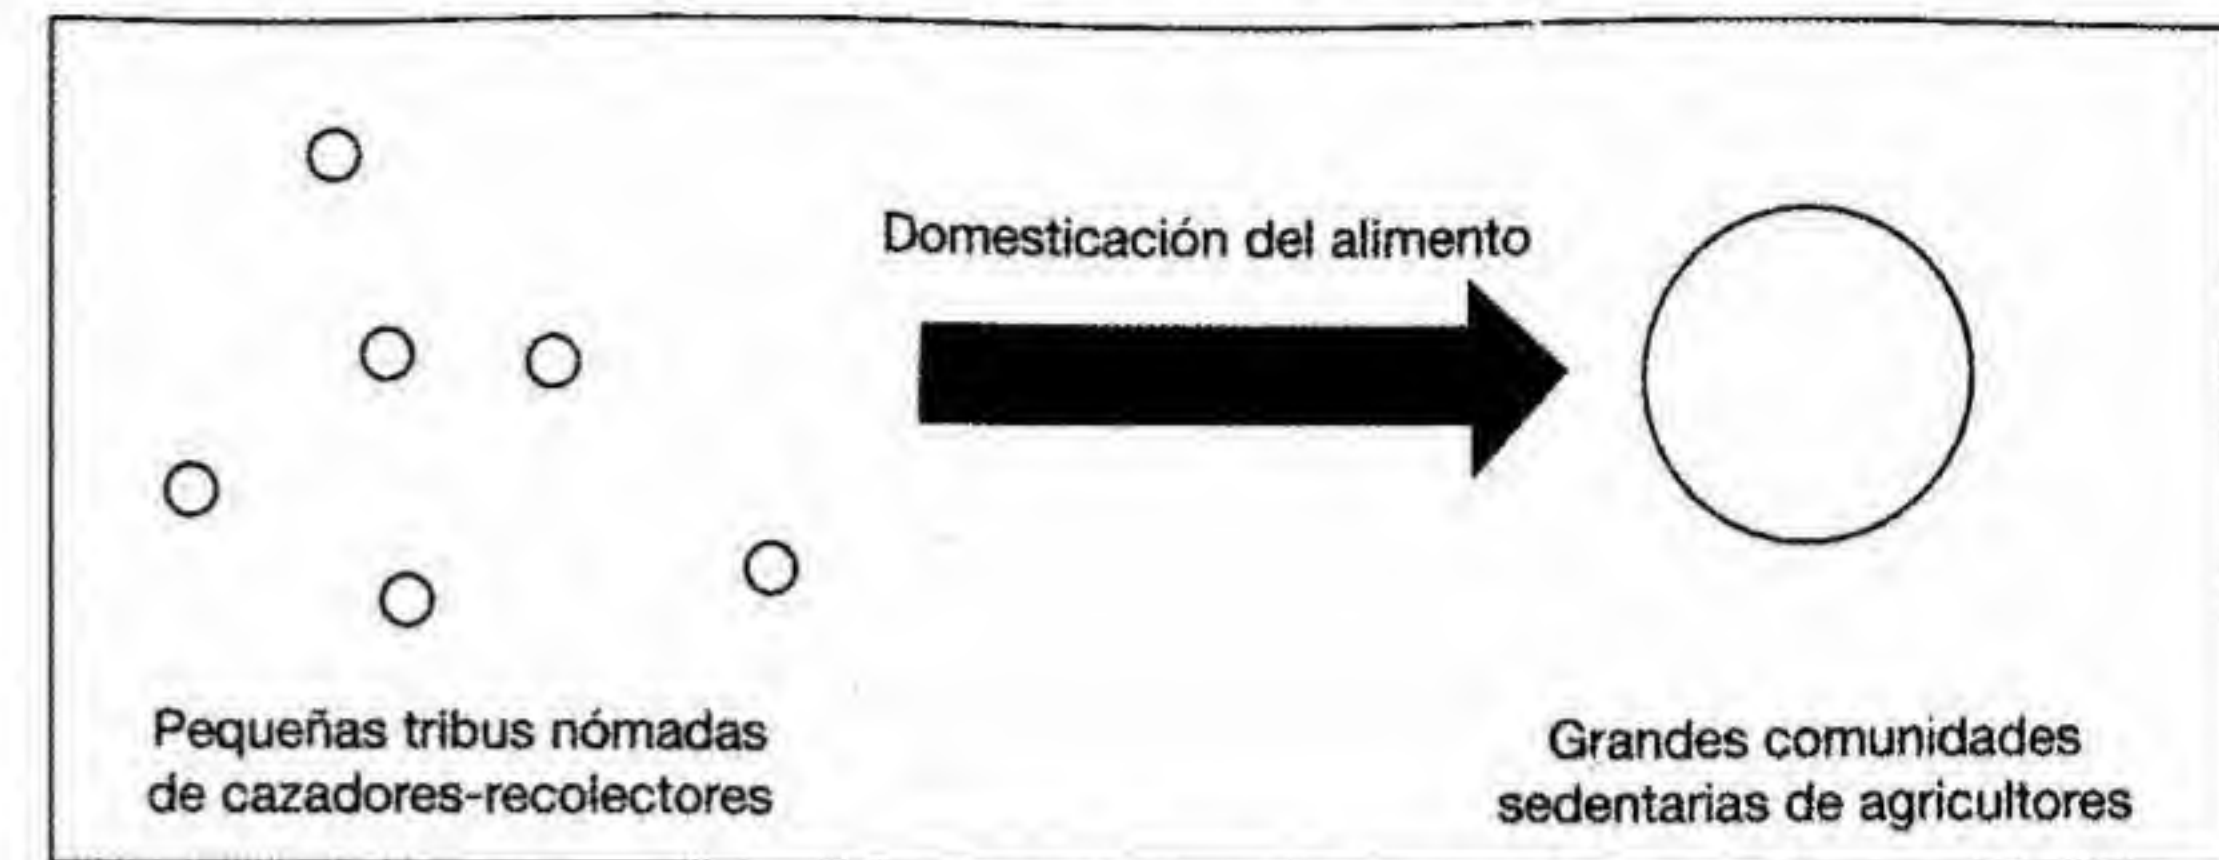 Domesticación del alimento
Pequeñas tribus nómadas
de cazadores-recolectores
Grandes comunidades
sedentarias de agricultores